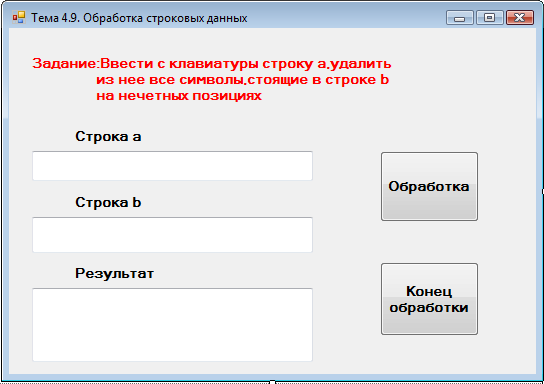 Тема 4.9. Обработка строковых данных
Задание:Ввести с клавиатуры строку a,удалить
из нее все символы,стоящие в строке b
на нечетных позициях
Строка a
Строка b
Обработка
Результат
Конец
обработки